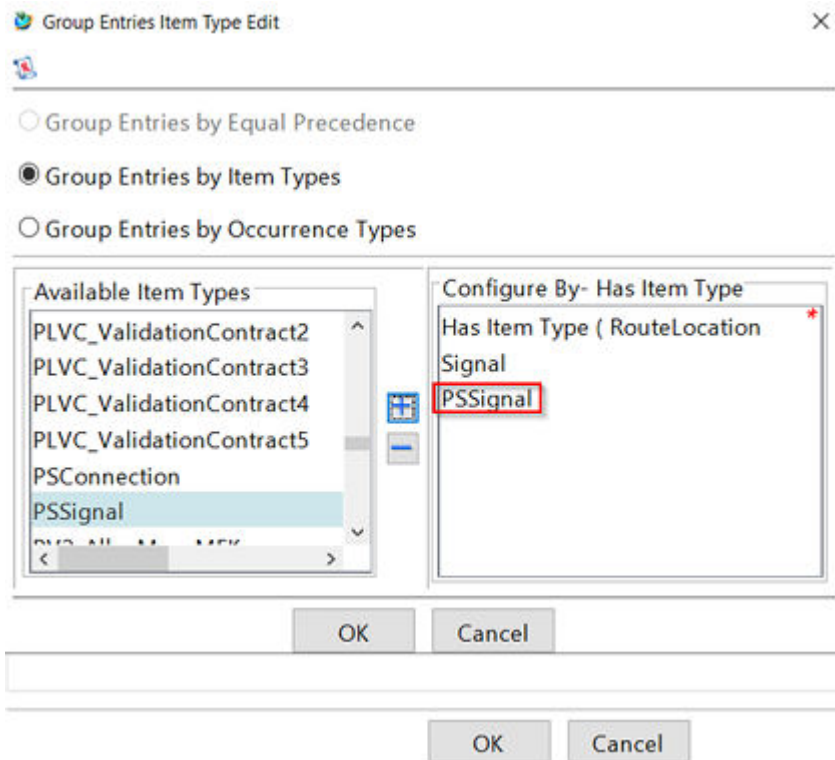 Group Entries Item Type Edit
Group Entries by Equal Precedence
Group Entries by Item Types
Group Entries by Occurrence Types
Available Item Types
PLVC_ValidationContract2
PLVC_ValidationContract3
PLVC_ValidationContract4
PLVC_ValidationContract5
PSConnection
PSSignal
Configure By- Has Item Type
Has Item Type ( RouteLocation *
Signal
PSSignal
OK Cancel
OK Cancel